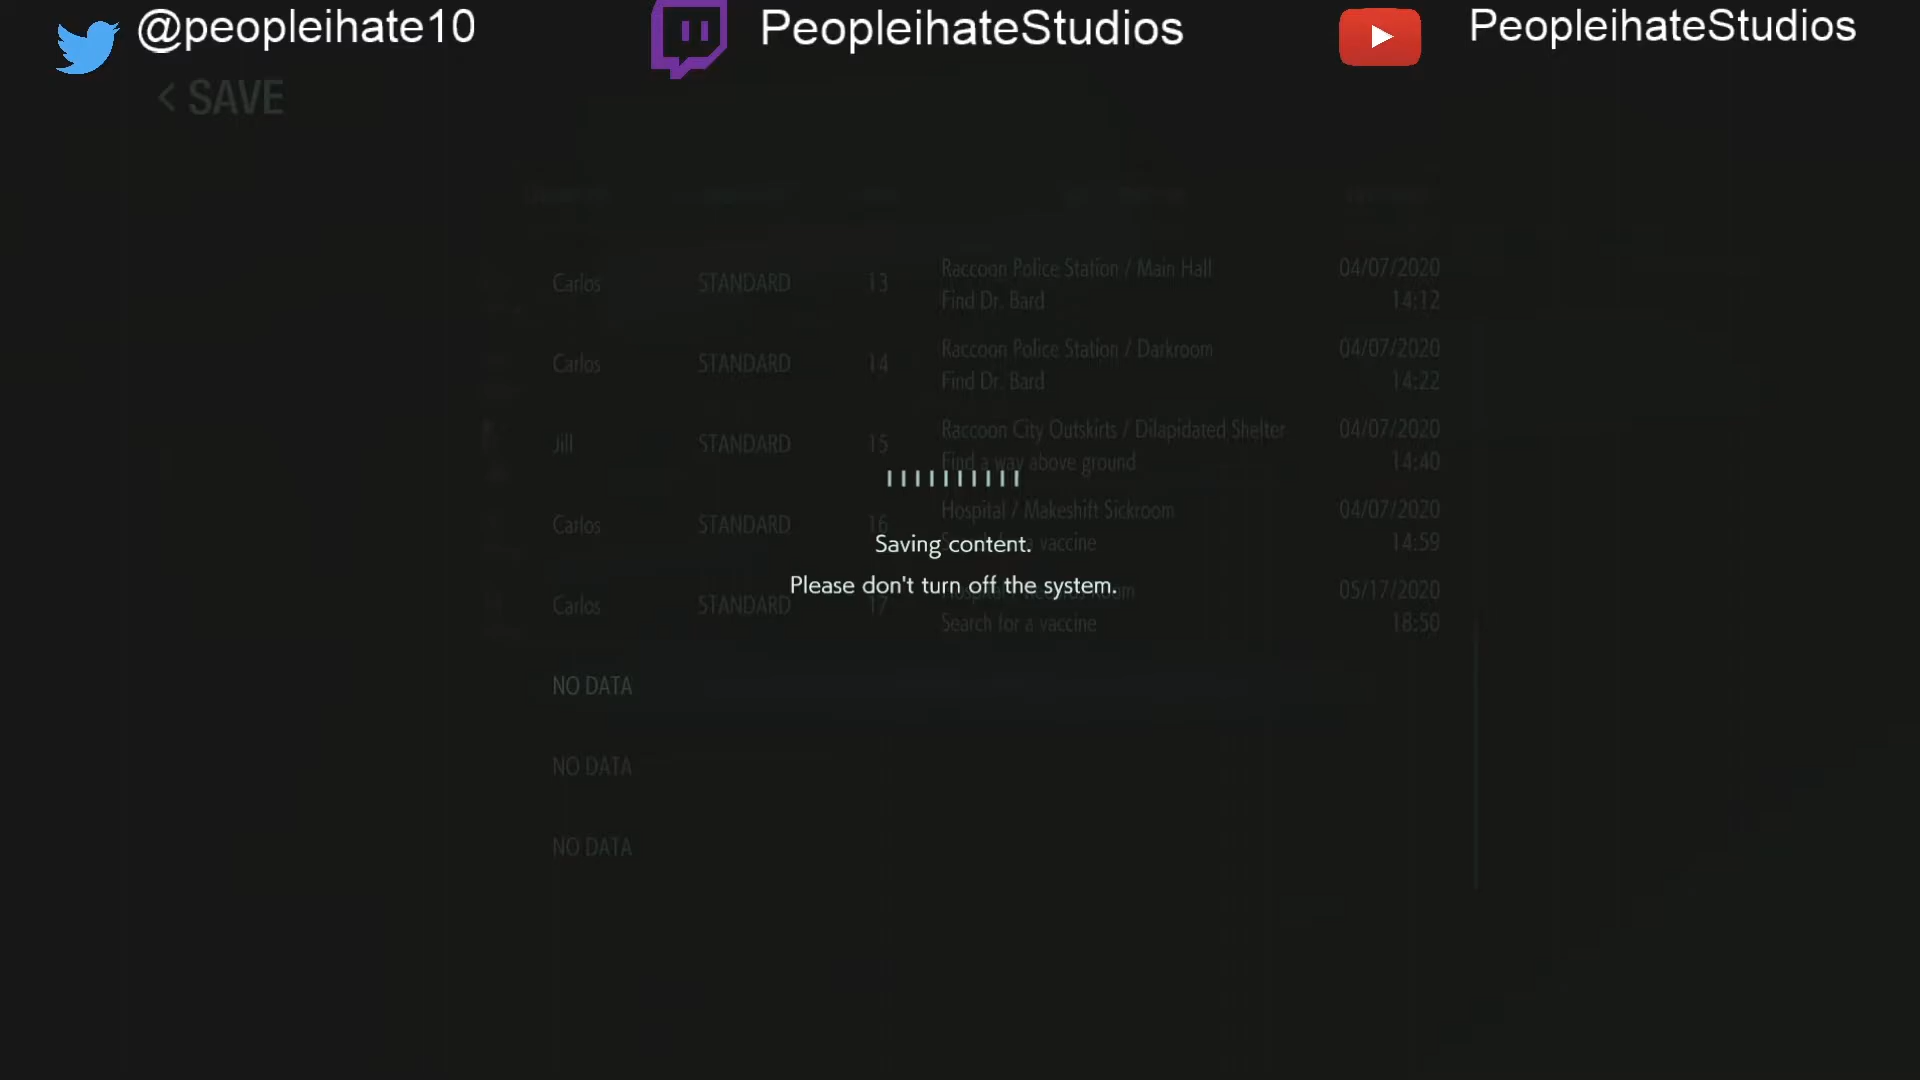 @peopleihate10
PeopleihateStudios
PeopleihateStudios
< SAVE
Carlos STANDARD 13 Raccoon Police Station / Main Hall 04/07/2020
Find Dr. Bard 14:12
Carlos STANDARD 14 Raccoon Police Station / Darkroom 04/07/2020
Find Dr. Bard 14:22
Jill STANDARD 15 Raccoon City Outskirts / Dilapidated Shelter 04/07/2020
Find a way above ground 14:40
Carlos STANDARD 16 Hospital / Makeshift Sickroom 04/07/2020
vaccine 14:59
Saving content.
Please don't turn off the system.
Carlos STANDARD 17 Room 05/17/2020
Search for a vaccine 18:50
NO DATA
NO DATA
NO DATA